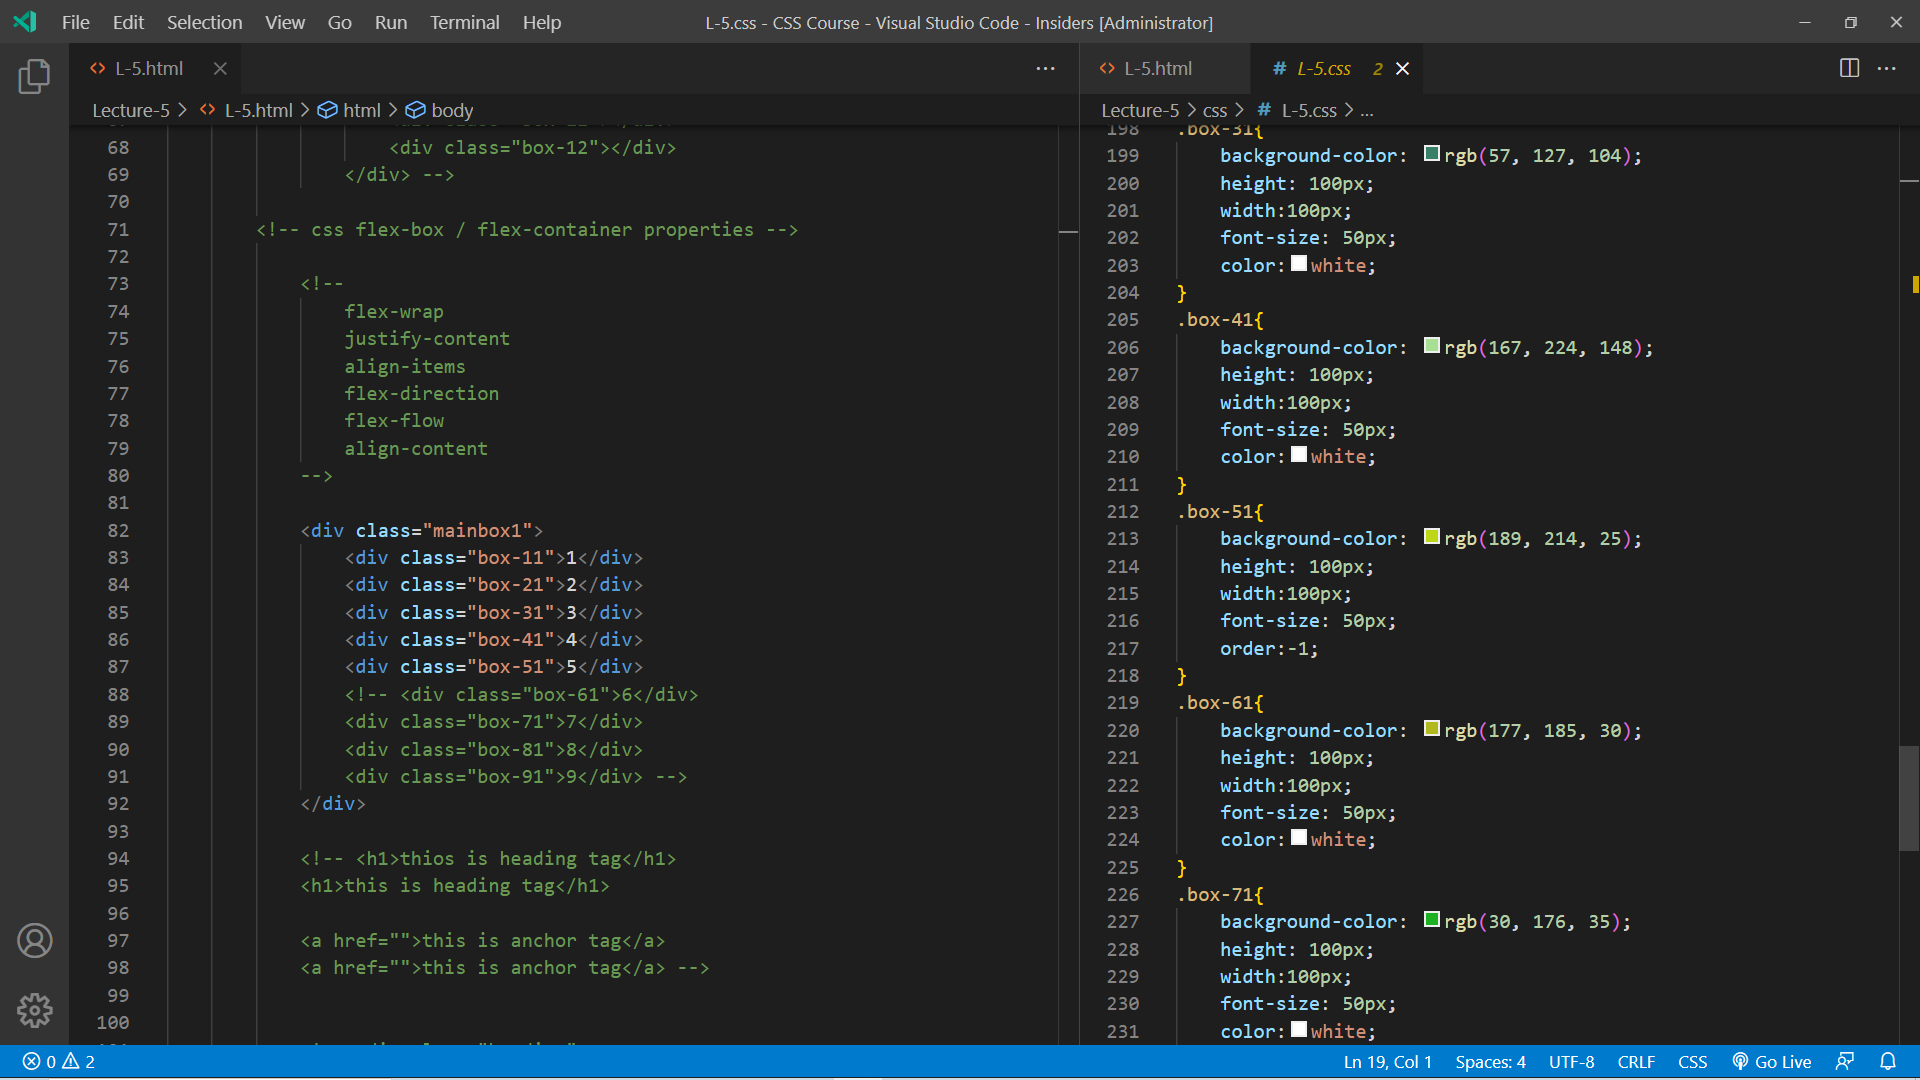 File Edit Selection View Go Run Terminal Help
L-5.css - CSS Course - Visual Studio Code - Insiders [Administrator]
L-5.html
Lecture-5 > L-5.html > html > body
68 <div class="box-12"></div>
69 </div> -->
70
71 <!-- css flex-box / flex-container properties -->
72
73 <!--
74 flex-wrap
75 justify-content
76 align-items
77 flex-direction
78 flex-flow
79 align-content
80 -->
81
82 <div class="mainbox1">
83 <div class="box-11">1</div>
84 <div class="box-21">2</div>
85 <div class="box-31">3</div>
86 <div class="box-41">4</div>
87 <div class="box-51">5</div>
88 <!-- <div class="box-61">6</div>
89 <div class="box-71">7</div>
90 <div class="box-81">8</div>
91 <div class="box-91">9</div> -->
92 </div>
93
94 <!-- <h1>thios is heading tag</h1>
95 <h1>this is heading tag</h1>
96
97 <a href="">this is anchor tag</a>
98 <a href="">this is anchor tag</a> -->
99
100
L-5.html # L-5.css 2
Lecture-5 > css > # L-5.css > ...
198 .box-31{
199 background-color: rgb(57, 127, 104);
200 height: 100px;
201 width:100px;
202 font-size: 50px;
203 color:white;
204 }
205 .box-41{
206 background-color: rgb(167, 224, 148);
207 height: 100px;
208 width:100px;
209 font-size: 50px;
210 color:white;
211 }
212 .box-51{
213 background-color: rgb(189, 214, 25);
214 height: 100px;
215 width:100px;
216 font-size: 50px;
217 order:-1;
218 }
219 .box-61{
220 background-color: rgb(177, 185, 30);
221 height: 100px;
222 width:100px;
223 font-size: 50px;
224 color:white;
225 }
226 .box-71{
227 background-color: rgb(30, 176, 35);
228 height: 100px;
229 width:100px;
230 font-size: 50px;
231 color:white;
0 2
Ln 19, Col 1 Spaces: 4 UTF-8 CRLF CSS Go Live